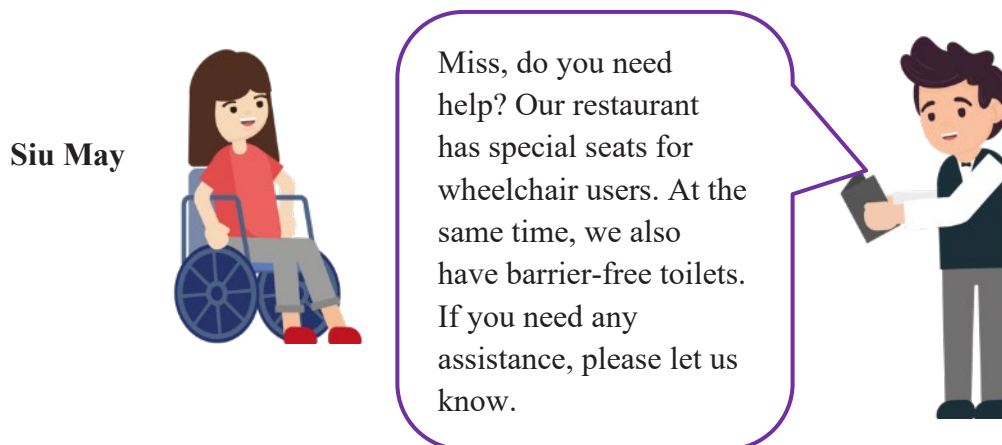 Siu May
Miss, do you need
help? Our restaurant
has special seats for
wheelchair users. At the
same time, we also
have barrier-free toilets.
If you need any
assistance, please let us
know.